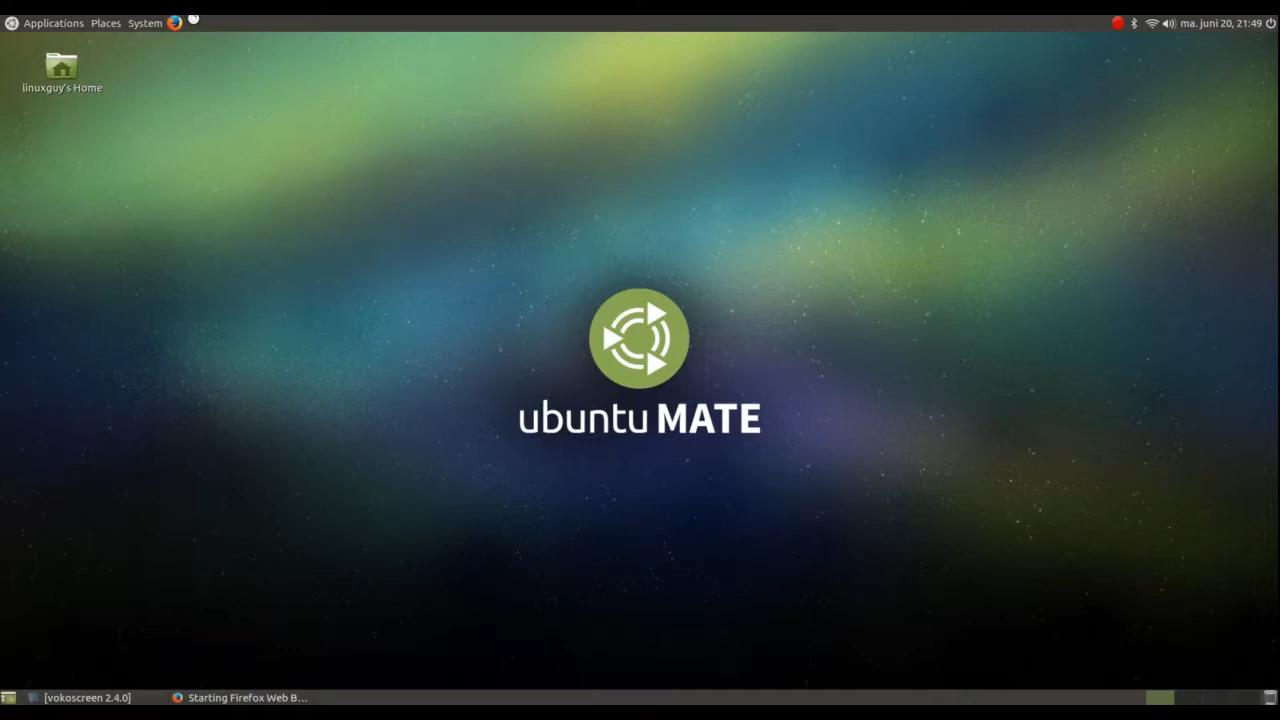 Applications Places System
ma. juni 20, 21:49
linuxguy's Home
ubuntu MATE
[vokoscreen 2.4.0] Starting Firefox Web B...